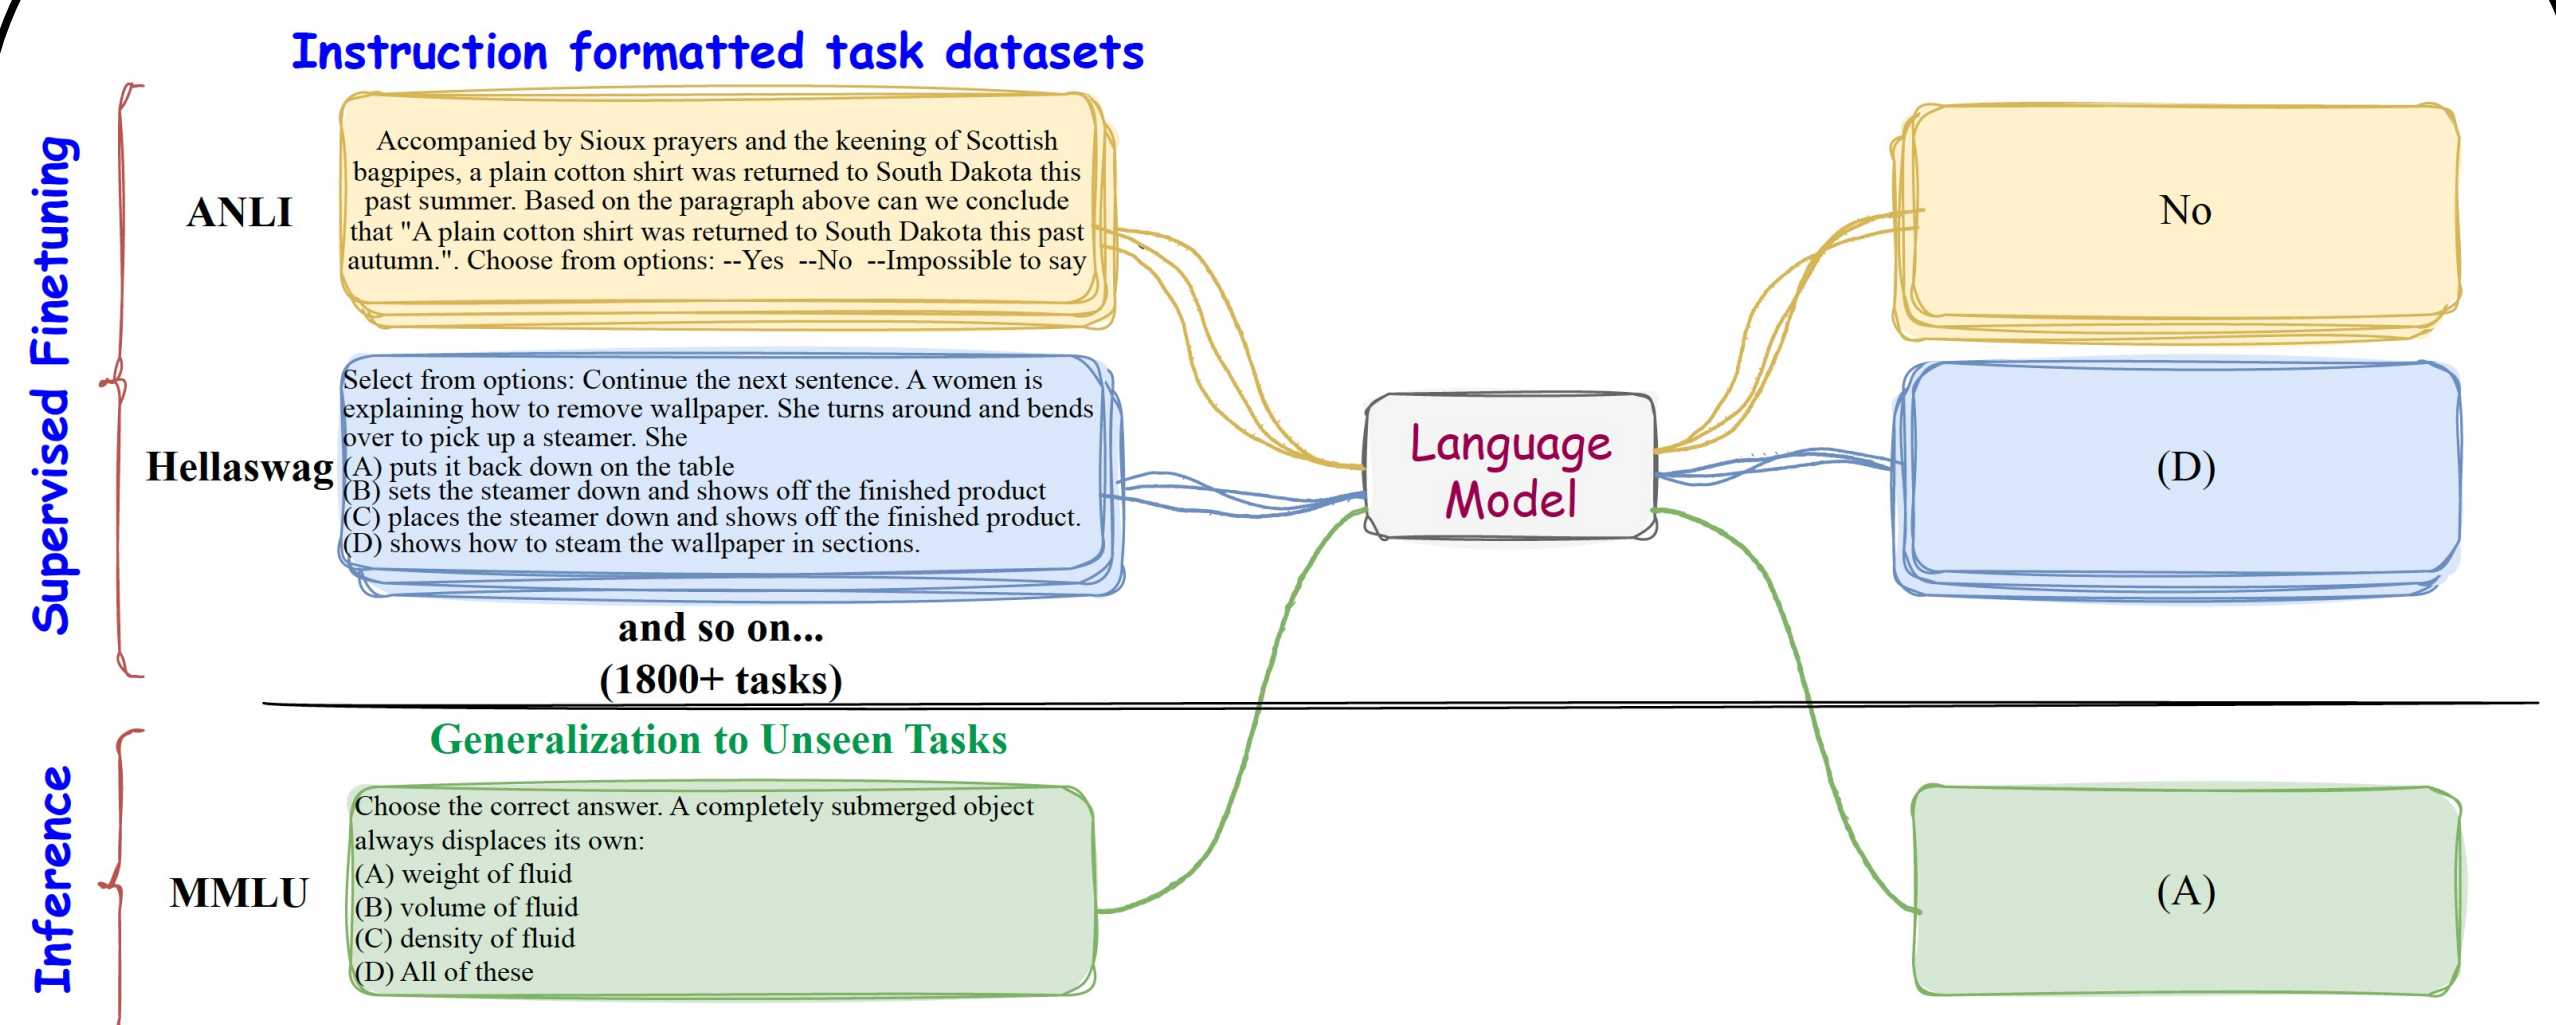 Instruction formatted task datasets
Supervised Finetuning
ANLI
Accompanied by Sioux prayers and the keening of Scottish
bagpipes, a plain cotton shirt was returned to South Dakota this
past summer. Based on the paragraph above can we conclude
that "A plain cotton shirt was returned to South Dakota this past
autumn.". Choose from options: --Yes --No --Impossible to say
No
Hellaswag
Select from options: Continue the next sentence. A women is
explaining how to remove wallpaper. She turns around and bends
over to pick up a steamer. She
(A) puts it back down on the table
(B) sets the steamer down and shows off the finished product
(C) places the steamer down and shows off the finished product.
(D) shows how to steam the wallpaper in sections.
Language
Model
(D)
and so on...
(1800+ tasks)
Generalization to Unseen Tasks
Inference
MMLU
Choose the correct answer. A completely submerged object
always displaces its own:
(A) weight of fluid
(B) volume of fluid
(C) density of fluid
(D) All of these
(A)